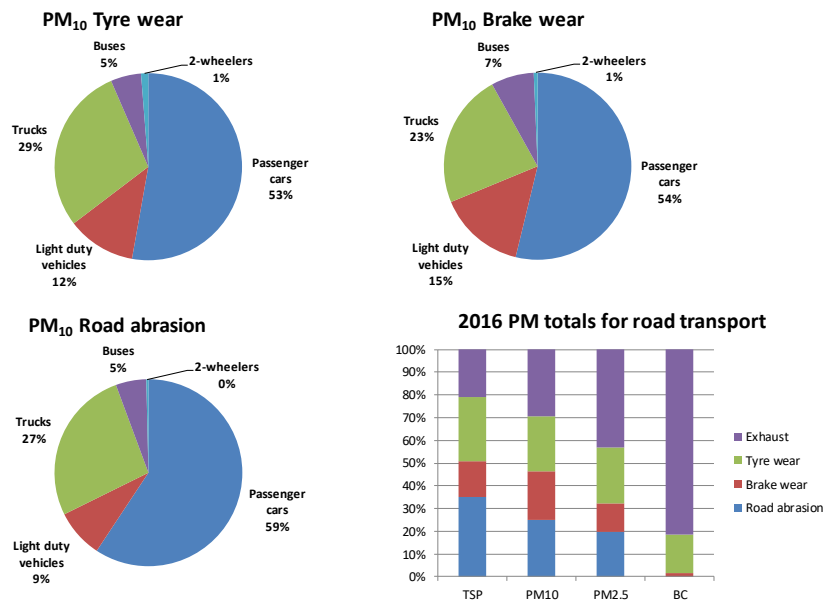 PM₁₀ Tyre wear
Buses
5%
2-wheelers
1%
Trucks
29%
Passenger
cars
53%
Light duty
vehicles
12%
PM₁₀ Brake wear
Buses
7%
2-wheelers
1%
Trucks
23%
Passenger
cars
54%
Light duty
vehicles
15%
PM₁₀ Road abrasion
Buses
5%
2-wheelers
0%
Trucks
27%
Passenger
cars
59%
Light duty
vehicles
9%
2016 PM totals for road transport
100%
90%
80%
70%
60%
50%
40%
30%
20%
10%
0%
TSP PM10 PM2.5 BC
Exhaust
Tyre wear
Brake wear
Road abrasion